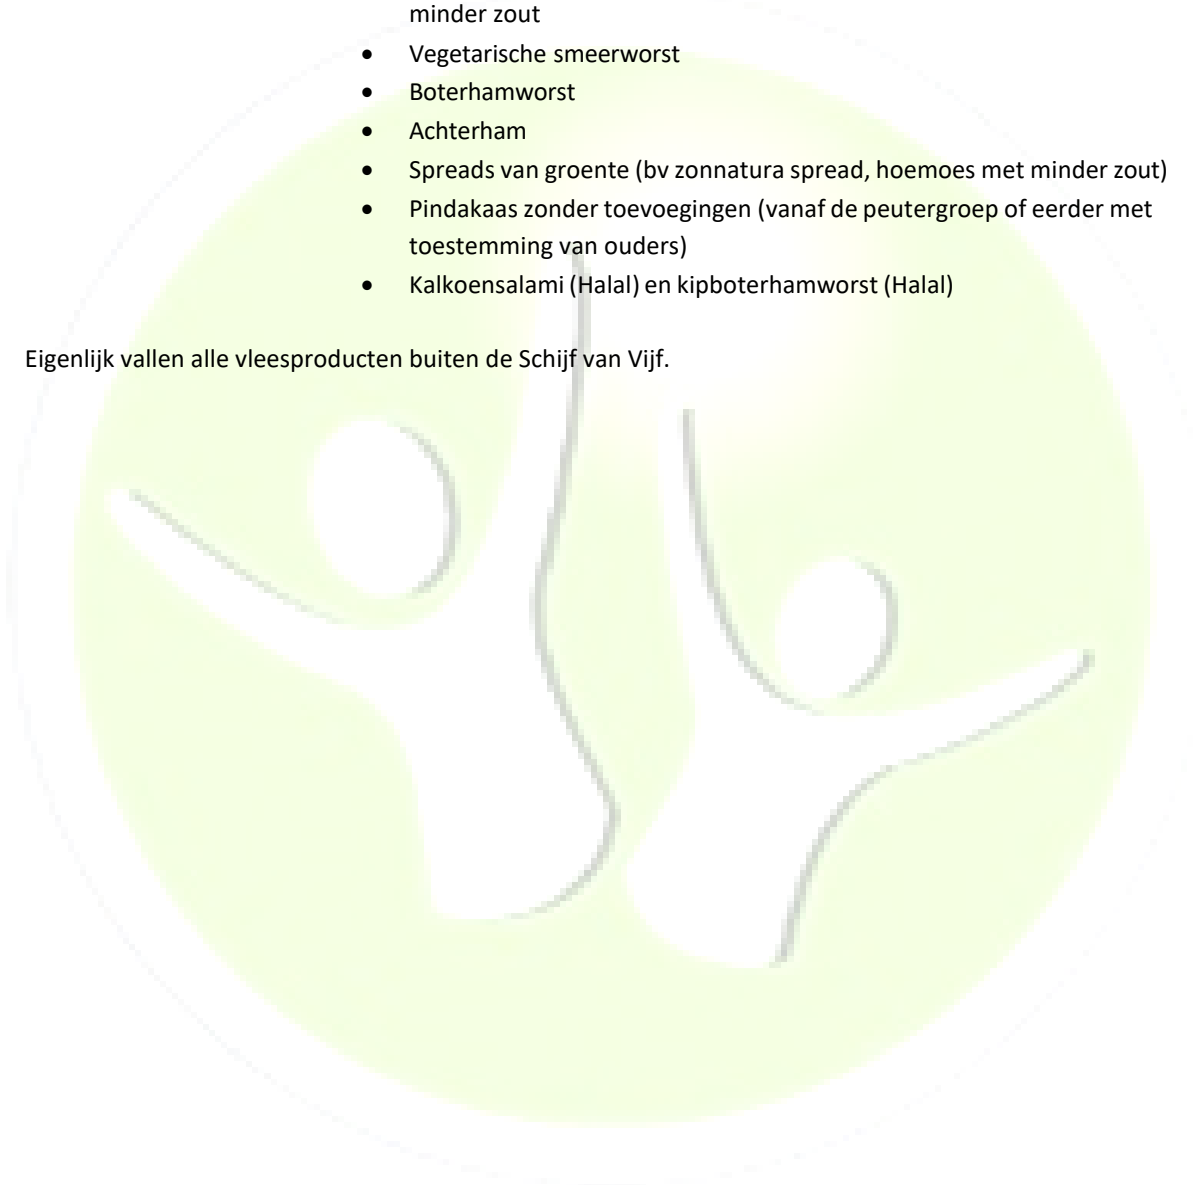 minder zout
• Vegetarische smeerworst
• Boterhamworst
• Achterham
• Spreads van groente (bv zonnatura spread, hoemoes met minder zout)
• Pindakaas zonder toevoegingen (vanaf de peutergroep of eerder met
toestemming van ouders)
• Kalkoensalami (Halal) en kipboterhamworst (Halal)
Eigenlijk vallen alle vleesproducten buiten de Schijf van Vijf.